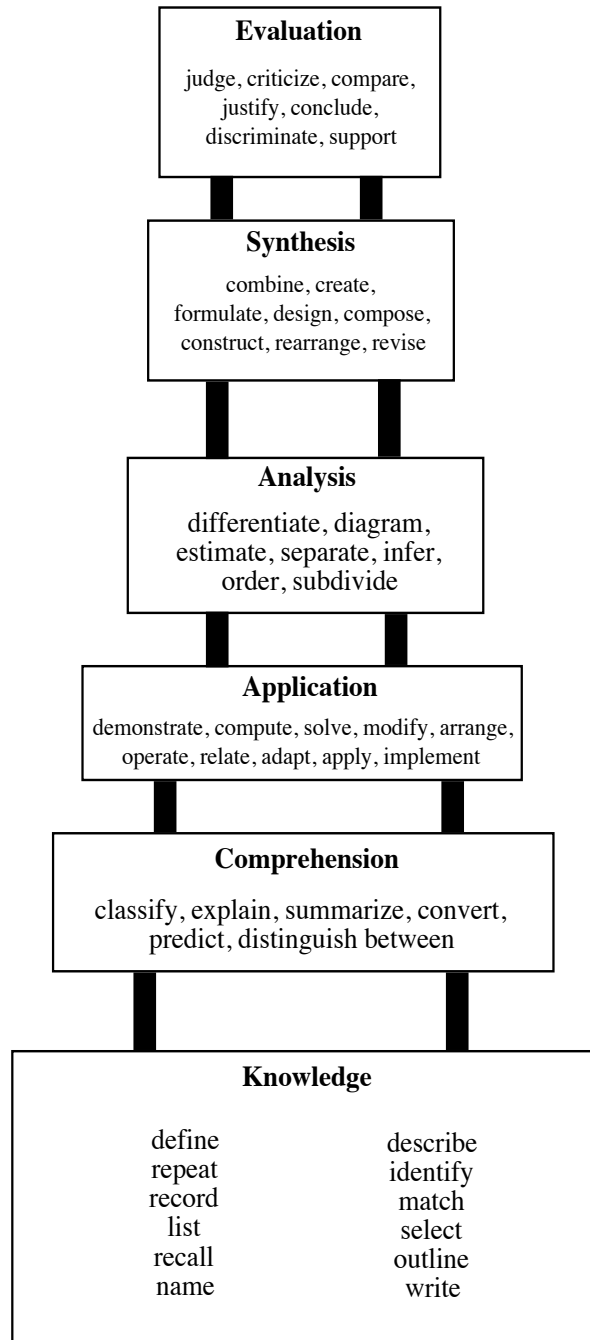 Evaluation
judge, criticize, compare,
justify, conclude,
discriminate, support
Synthesis
combine, create,
formulate, design, compose,
construct, rearrange, revise
Analysis
differentiate, diagram,
estimate, separate, infer,
order, subdivide
Application
demonstrate, compute, solve, modify, arrange,
operate, relate, adapt, apply, implement
Comprehension
classify, explain, summarize, convert,
predict, distinguish between
Knowledge
define
repeat
record
list
recall
name
describe
identify
match
select
outline
write